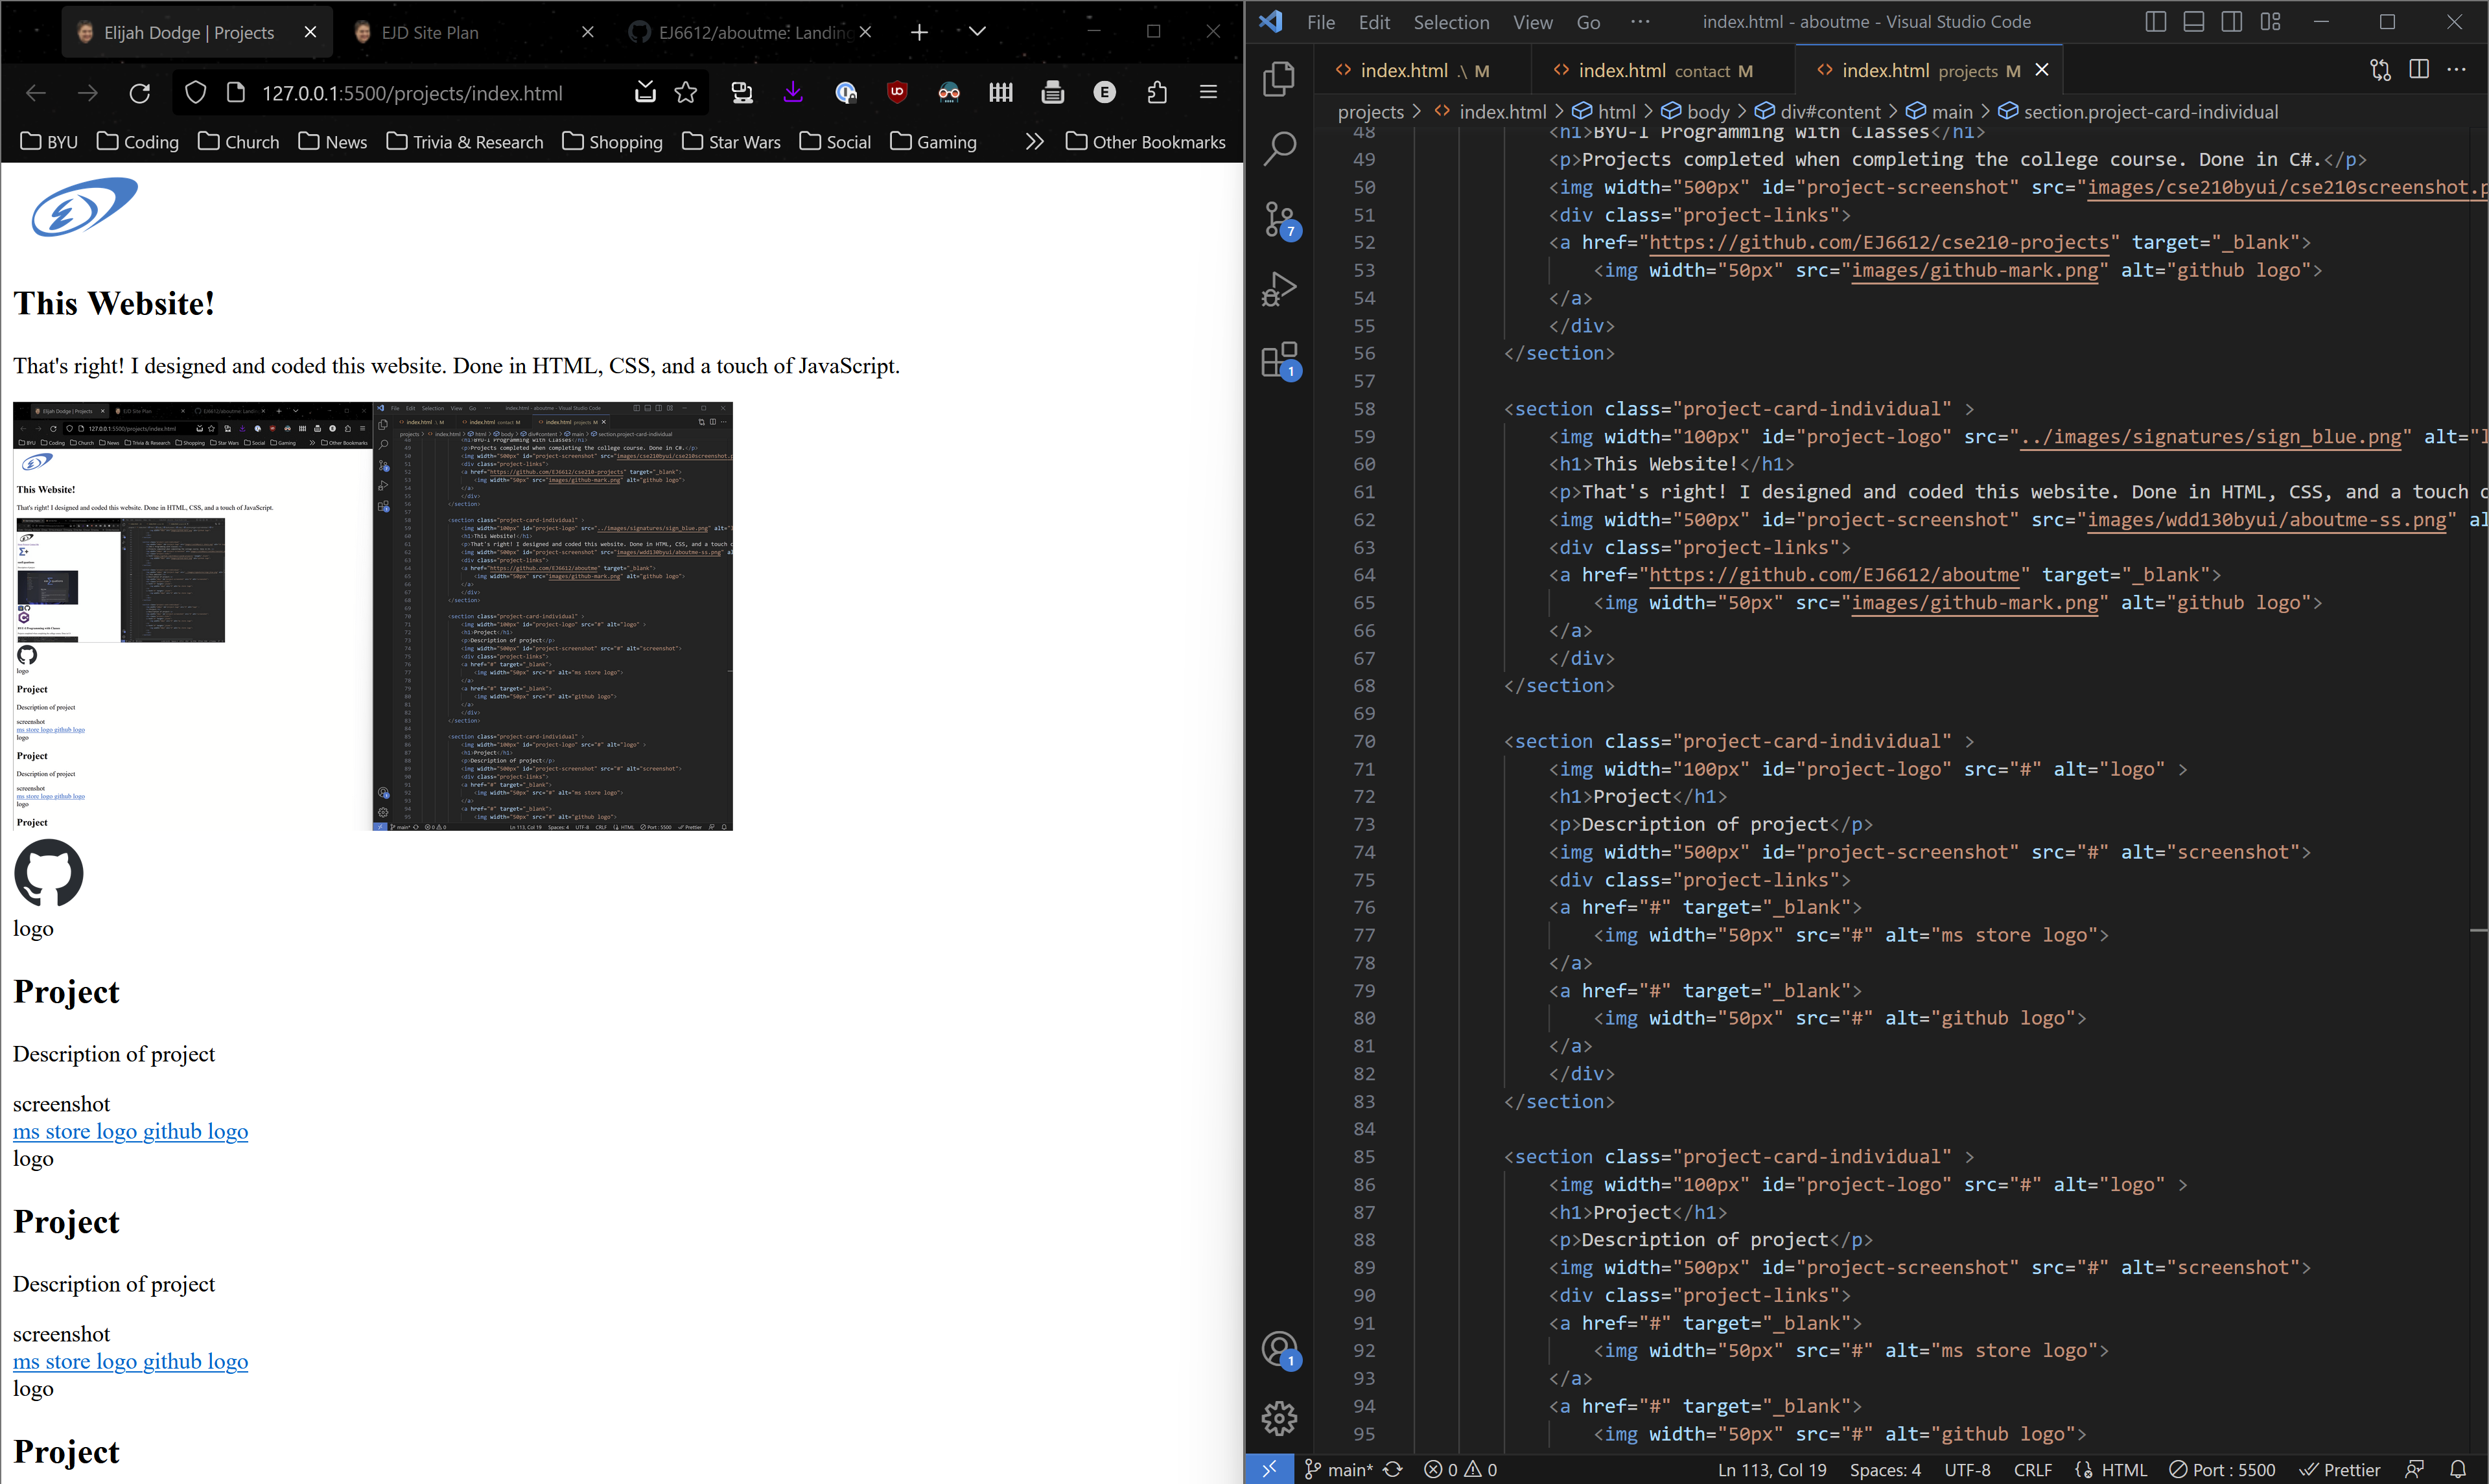 Elijah Dodge | Projects
EJD Site Plan
EJ6612/aboutme: Landing
127.0.0.1:5500/projects/index.html
BYU Coding Church News Trivia & Research Shopping Star Wars Social Gaming Other Bookmarks
This Website!
That's right! I designed and coded this website. Done in HTML, CSS, and a touch of JavaScript.
logo
Project
Description of project
screenshot
ms store logo github logo
logo
Project
Description of project
screenshot
ms store logo github logo
logo
Project
File Edit Selection View Go ··· index.html - aboutme - Visual Studio Code
index.html .\ M index.html contact M index.html projects M
projects > index.html > html > body > div#content > main > section.project-card-individual
48 <h1>BYU-I Programming with Classes</h1>
49 <p>Projects completed when completing the college course. Done in C#.</p>
50 <img width="500px" id="project-screenshot" src="images/cse210byui/cse210screenshot.p
51 <div class="project-links">
52 <a href="https://github.com/EJ6612/cse210-projects" target="_blank">
53 <img width="50px" src="images/github-mark.png" alt="github logo">
54 </a>
55 </div>
56 </section>
57
58 <section class="project-card-individual" >
59 <img width="100px" id="project-logo" src="../images/signatures/sign_blue.png" alt="l
60 <h1>This Website!</h1>
61 <p>That's right! I designed and coded this website. Done in HTML, CSS, and a touch o
62 <img width="500px" id="project-screenshot" src="images/wdd130byui/aboutme-ss.png" al
63 <div class="project-links">
64 <a href="https://github.com/EJ6612/aboutme" target="_blank">
65 <img width="50px" src="images/github-mark.png" alt="github logo">
66 </a>
67 </div>
68 </section>
69
70 <section class="project-card-individual" >
71 <img width="100px" id="project-logo" src="#" alt="logo" >
72 <h1>Project</h1>
73 <p>Description of project</p>
74 <img width="500px" id="project-screenshot" src="#" alt="screenshot">
75 <div class="project-links">
76 <a href="#" target="_blank">
77 <img width="50px" src="#" alt="ms store logo">
78 </a>
79 <a href="#" target="_blank">
80 <img width="50px" src="#" alt="github logo">
81 </a>
82 </div>
83 </section>
84
85 <section class="project-card-individual" >
86 <img width="100px" id="project-logo" src="#" alt="logo" >
87 <h1>Project</h1>
88 <p>Description of project</p>
89 <img width="500px" id="project-screenshot" src="#" alt="screenshot">
90 <div class="project-links">
91 <a href="#" target="_blank">
92 <img width="50px" src="#" alt="ms store logo">
93 </a>
94 <a href="#" target="_blank">
95 <img width="50px" src="#" alt="github logo">
main* 0 0 Ln 113, Col 19 Spaces: 4 UTF-8 CRLF HTML Port : 5500 Prettier